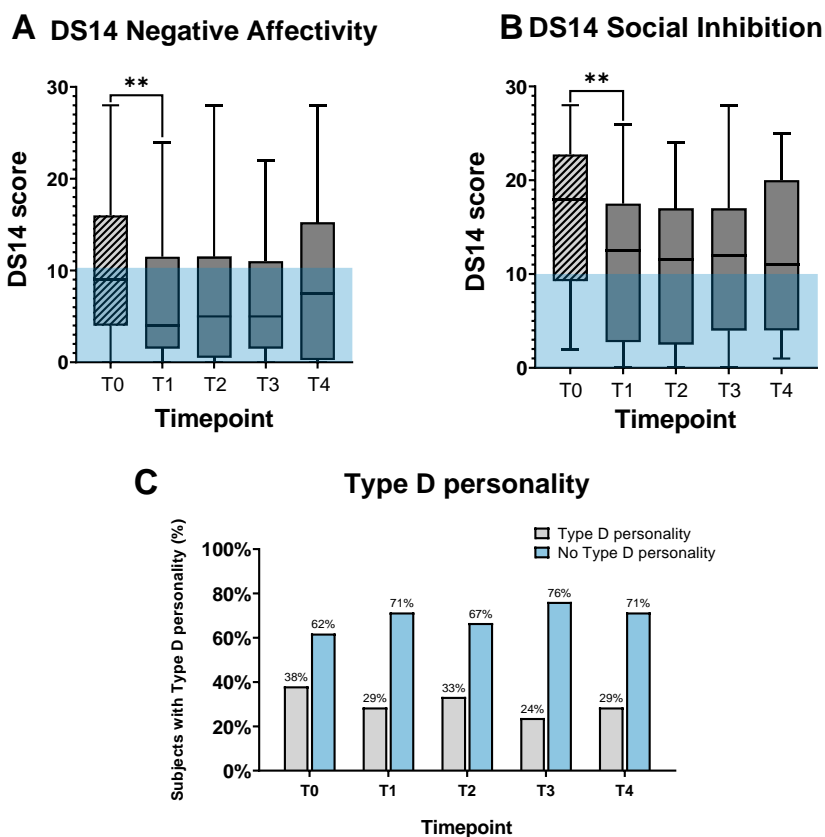 A DS14 Negative Affectivity
**
30
20
10
0
DS14 score
T0 T1 T2 T3 T4
Timepoint
B DS14 Social Inhibition
**
30
20
10
0
DS14 score
T0 T1 T2 T3 T4
Timepoint
C Type D personality
Type D personality
No Type D personality
Subjects with Type D personality (%)
100%
80%
60%
40%
20%
0%
38% 62% 29% 71% 33% 67% 24% 76% 29% 71%
T0 T1 T2 T3 T4
Timepoint